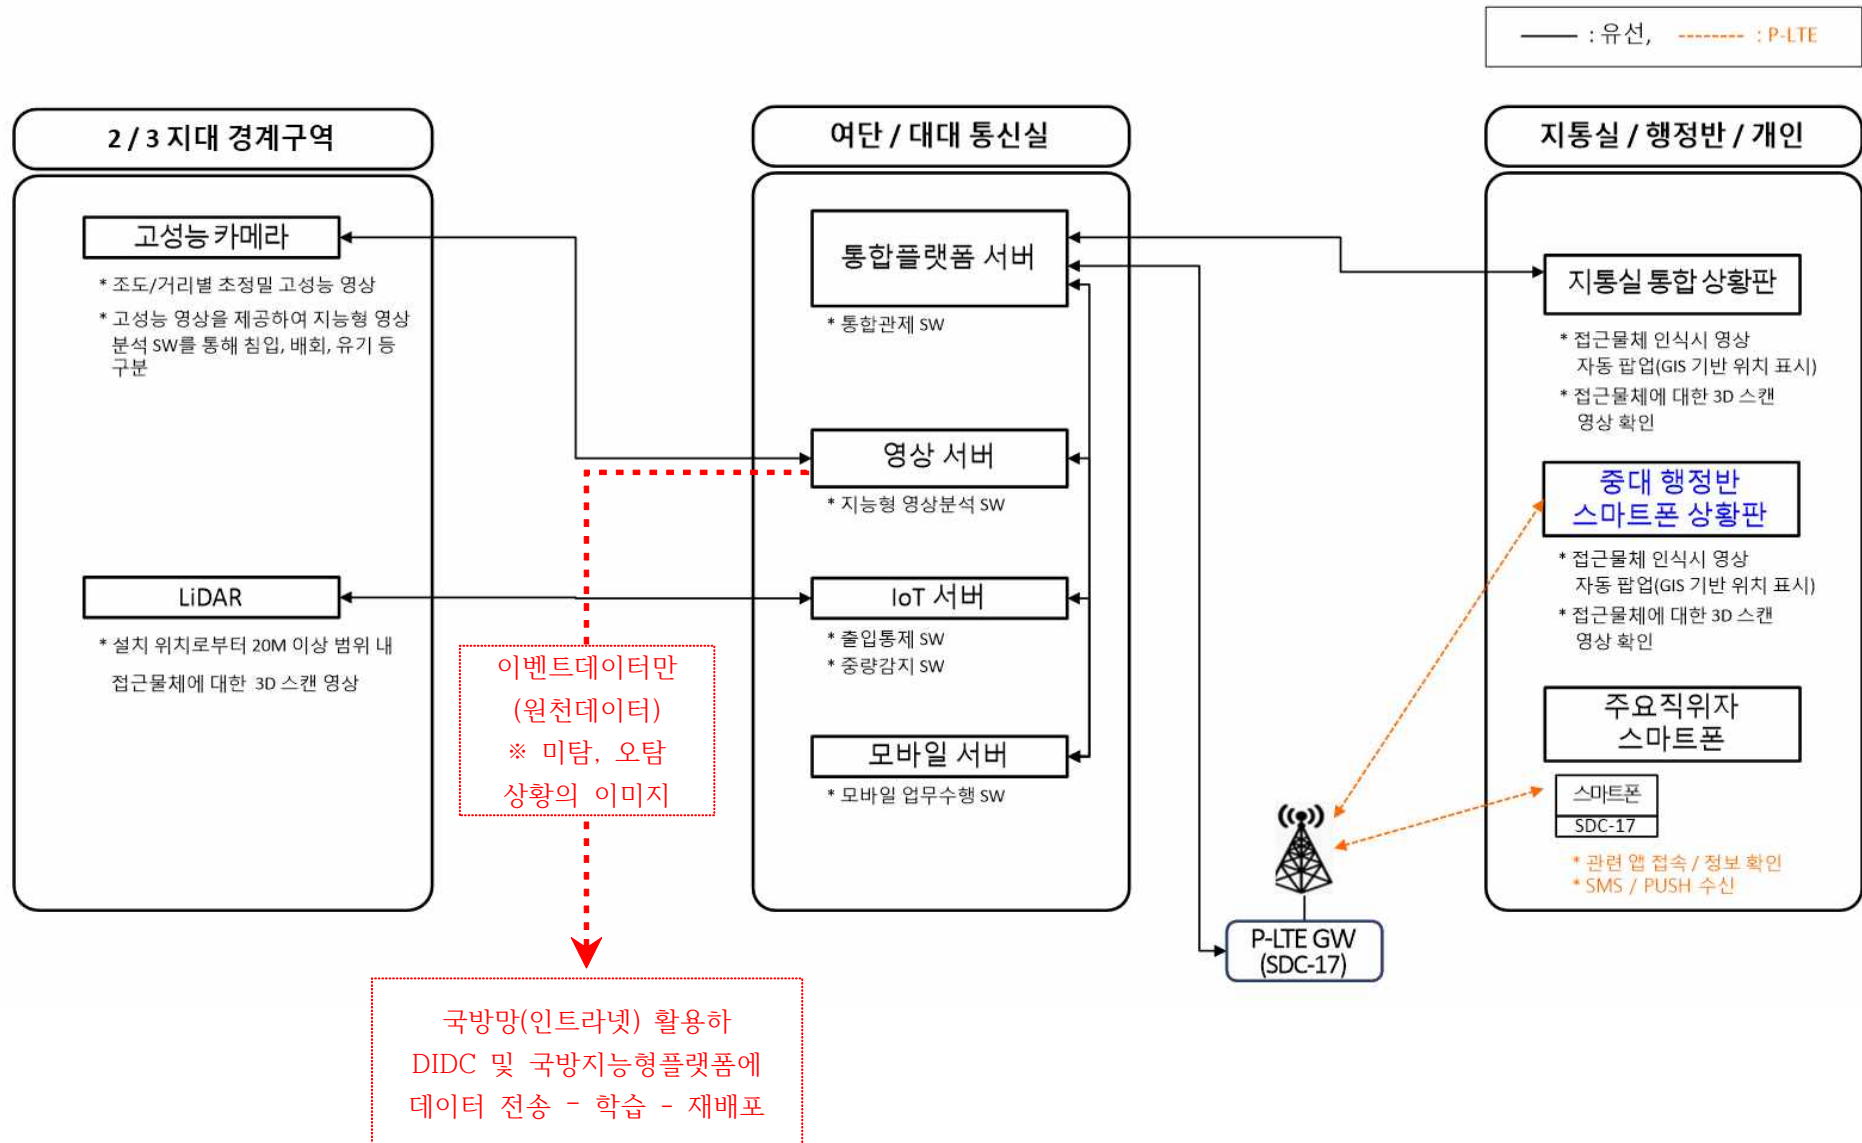 : 유선, : P-LTE
2 / 3 지대 경계구역
고성능 카메라
* 조도/거리별 초정밀 고성능 영상
* 고성능 영상을 제공하여 지능형 영상
분석 SW를 통해 침입, 배회, 유기 등
구분
LiDAR
* 설치 위치로부터 20M 이상 범위 내
접근물체에 대한 3D 스캔 영상
여단 / 대대 통신실
통합플랫폼 서버
* 통합관제 SW
영상 서버
* 지능형 영상분석 SW
IoT 서버
* 출입통제 SW
* 중량감지 SW
모바일 서버
* 모바일 업무수행 SW
지통실 / 행정반 / 개인
지통실 통합 상황판
* 접근물체 인식시 영상
자동 팝업(GIS 기반 위치 표시)
* 접근물체에 대한 3D 스캔
영상 확인
중대 행정반
스마트폰 상황판
* 접근물체 인식시 영상
자동 팝업(GIS 기반 위치 표시)
* 접근물체에 대한 3D 스캔
영상 확인
주요직위자
스마트폰
스마트폰
SDC-17
* 관련 앱 접속 / 정보 확인
* SMS / PUSH 수신
P-LTE GW
(SDC-17)
이벤트데이터만
(원천데이터)
※ 미탐, 오탐
상황의 이미지
국방망(인트라넷) 활용하
DIDC 및 국방지능형플랫폼에
데이터 전송 - 학습 - 재배포